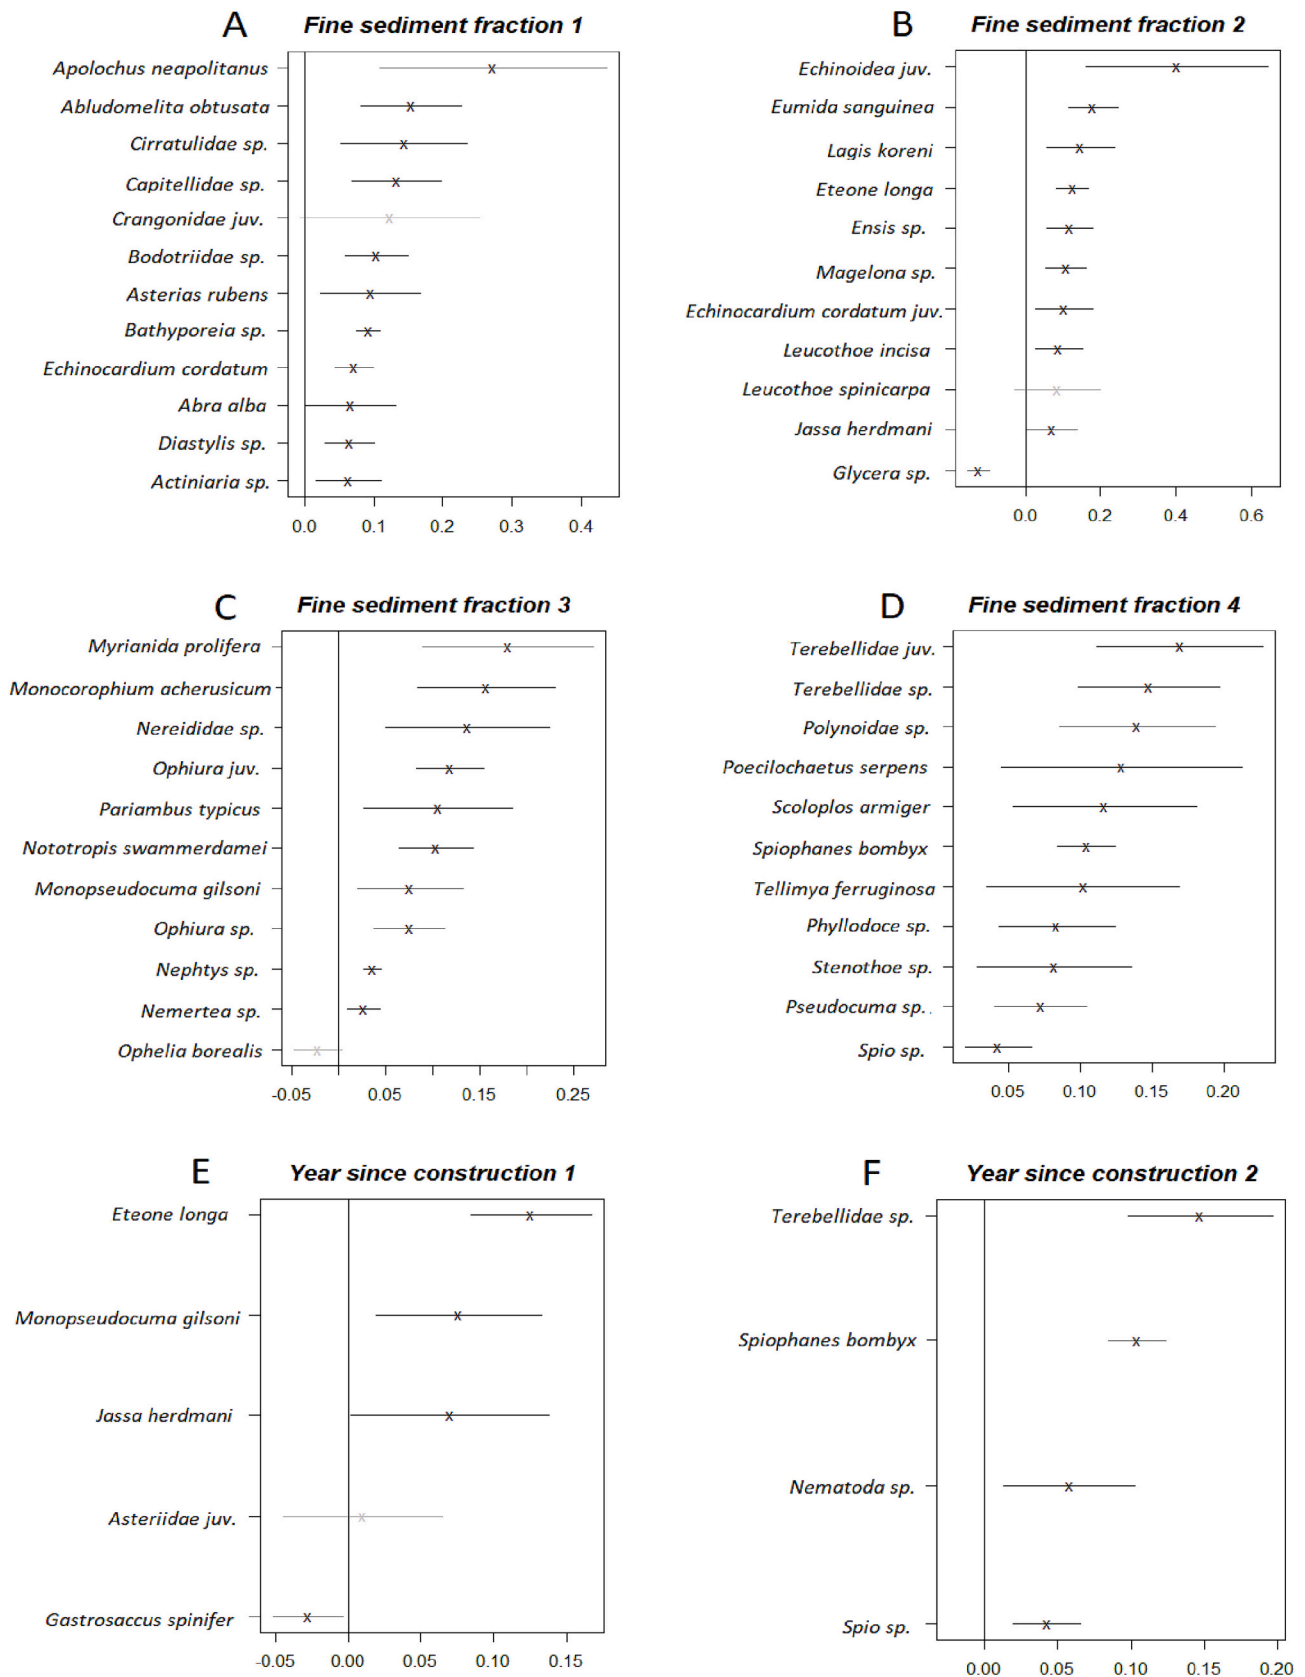 A Fine sediment fraction 1
Apolochus neapolitanus
Abludomelita obtusata
Cirratulidae sp.
Capitellidae sp.
Crangonidae juv.
Bodotriidae sp.
Asterias rubens
Bathyporeia sp.
Echinocardium cordatum
Abra alba
Diastylis sp.
Actiniaria sp.
0.0 0.1 0.2 0.3 0.4
B Fine sediment fraction 2
Echinoidea juv.
Eumida sanguinea
Lagis koreni
Eteone longa
Ensis sp.
Magelona sp.
Echinocardium cordatum juv.
Leucothoe incisa
Leucothoe spinicarpa
Jassa herdmani
Glycera sp.
0.0 0.2 0.4 0.6
C Fine sediment fraction 3
Myrianida prolifera
Monocorophium acherusicum
Nereididae sp.
Ophiura juv.
Pariambus typicus
Nototropis swammerdamei
Monopseudocuma gilsoni
Ophiura sp.
Nephtys sp.
Nemertea sp.
Ophelia borealis
-0.05 0.05 0.15 0.25
D Fine sediment fraction 4
Terebellidae juv.
Terebellidae sp.
Polynoidae sp.
Poecilochaetus serpens
Scoloplos armiger
Spiophanes bombyx
Tellimya ferruginosa
Phyllodoce sp.
Stenothoe sp.
Pseudocuma sp.
Spio sp.
0.05 0.10 0.15 0.20
E Year since construction 1
Eteone longa
Monopseudocuma gilsoni
Jassa herdmani
Asteriidae juv.
Gastrosaccus spinifer
-0.05 0.00 0.05 0.10 0.15
F Year since construction 2
Terebellidae sp.
Spiophanes bombyx
Nematoda sp.
Spio sp.
0.00 0.05 0.10 0.15 0.20